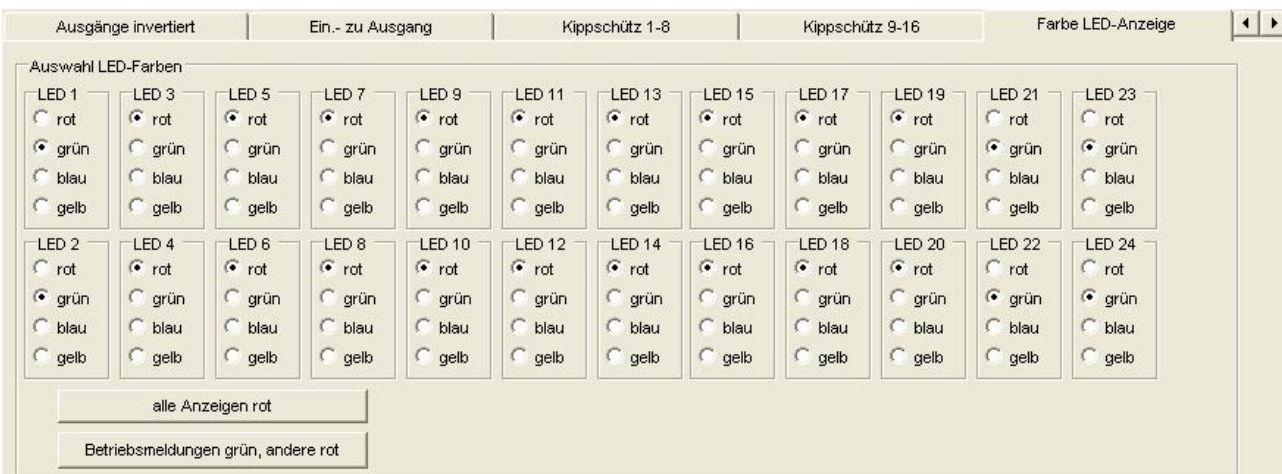 Ausgänge invertiert Ein.- zu Ausgang Kippschütz 1-8 Kippschütz 9-16 Farbe LED-Anzeige
Auswahl LED-Farben
LED 1 LED 3 LED 5 LED 7 LED 9 LED 11 LED 13 LED 15 LED 17 LED 19 LED 21 LED 23
rot rot rot rot rot rot rot rot rot rot rot rot
grün grün grün grün grün grün grün grün grün grün grün grün
blau blau blau blau blau blau blau blau blau blau blau blau
gelb gelb gelb gelb gelb gelb gelb gelb gelb gelb gelb gelb
LED 2 LED 4 LED 6 LED 8 LED 10 LED 12 LED 14 LED 16 LED 18 LED 20 LED 22 LED 24
rot rot rot rot rot rot rot rot rot rot rot rot
grün grün grün grün grün grün grün grün grün grün grün grün
blau blau blau blau blau blau blau blau blau blau blau blau
gelb gelb gelb gelb gelb gelb gelb gelb gelb gelb gelb gelb
alle Anzeigen rot
Betriebsmeldungen grün, andere rot